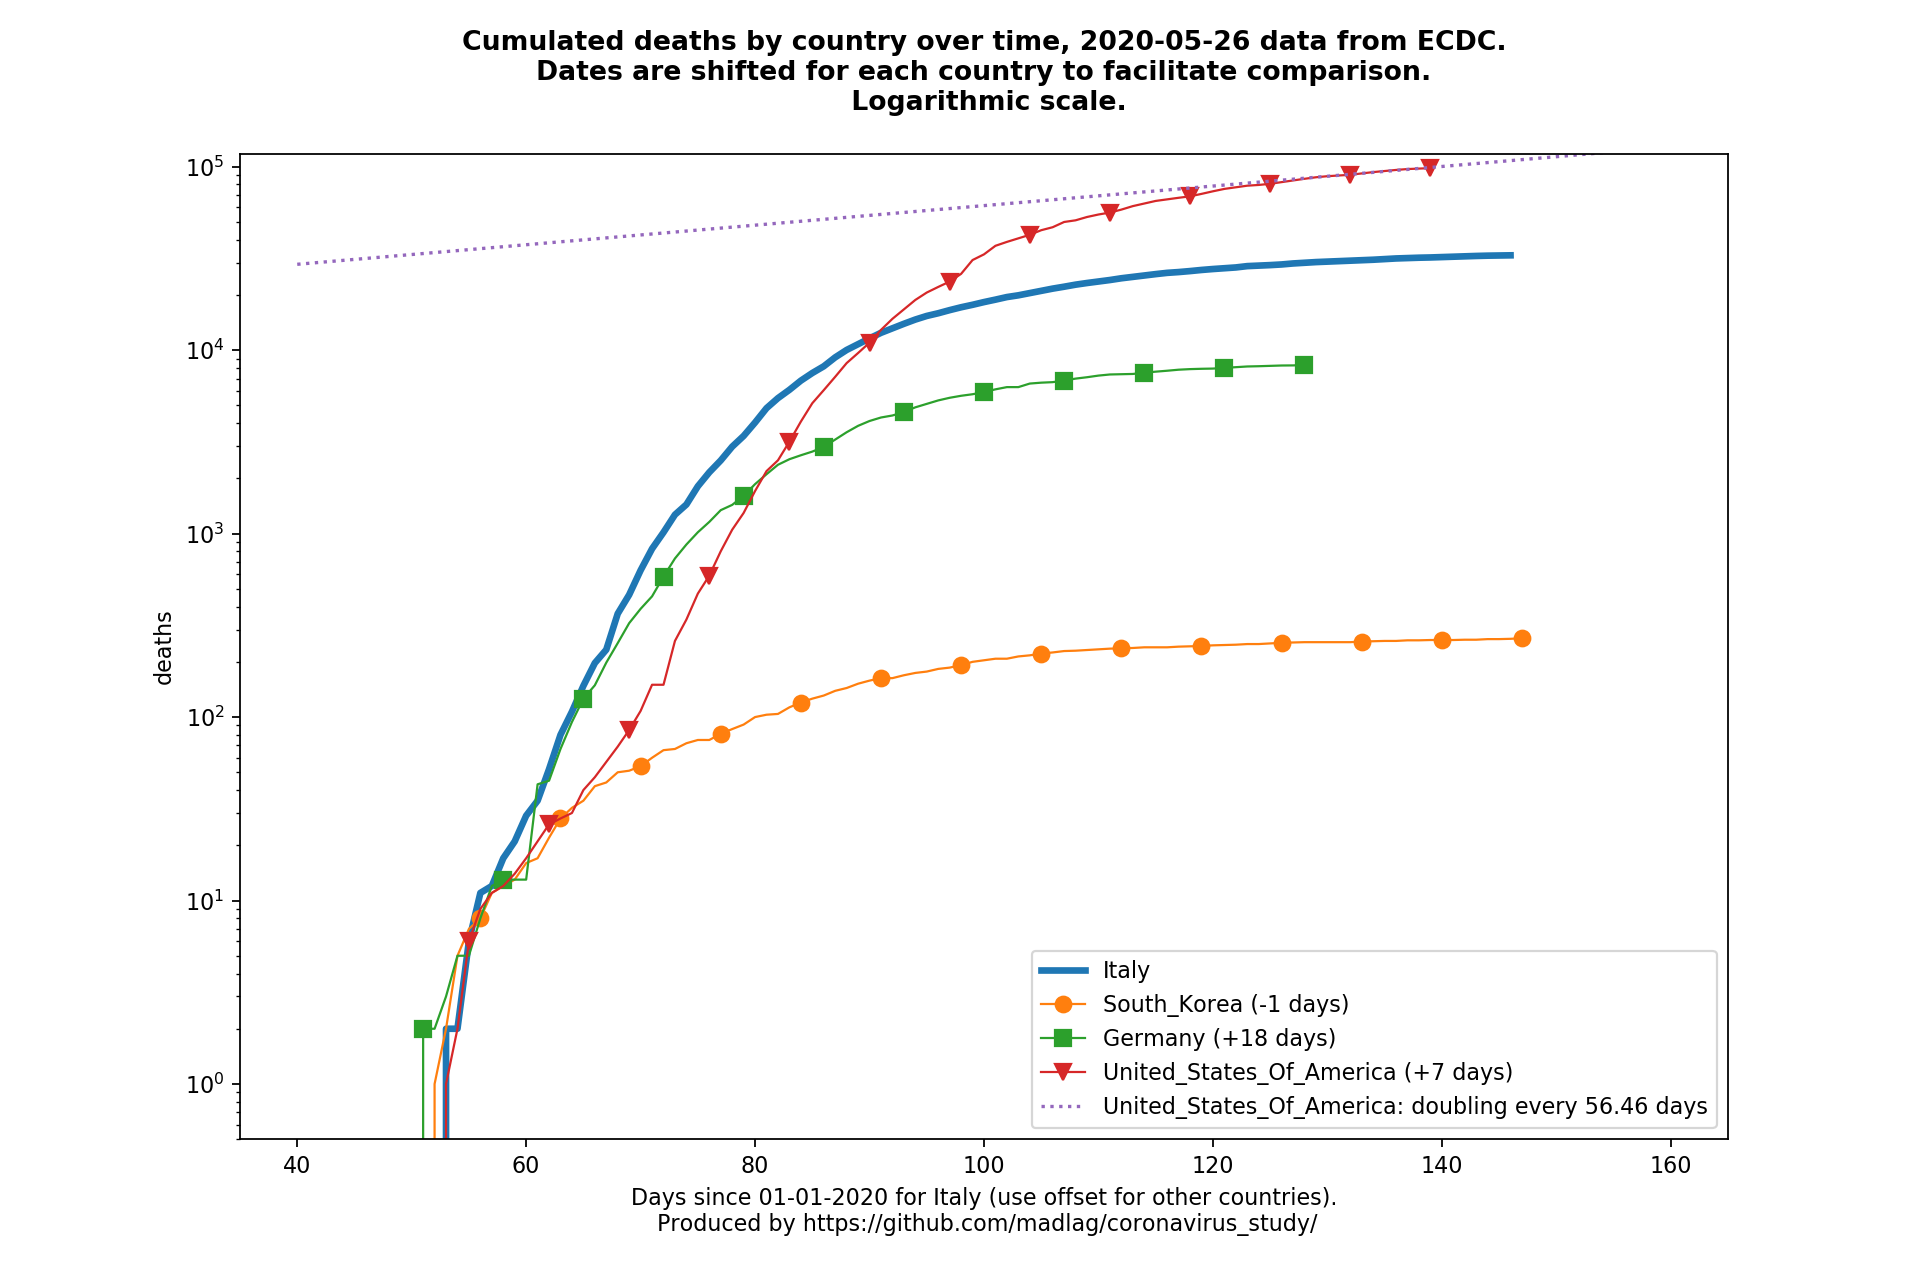 Cumulated deaths by country over time, 2020-05-26 data from ECDC.
Dates are shifted for each country to facilitate comparison.
Logarithmic scale.
10^5
10^4
10^3
10^2
10^1
10^0
deaths
Italy
South_Korea (-1 days)
Germany (+18 days)
United_States_Of_America (+7 days)
United_States_Of_America: doubling every 56.46 days
40 60 80 100 120 140 160
Days since 01-01-2020 for Italy (use offset for other countries).
Produced by https://github.com/madlag/coronavirus_study/